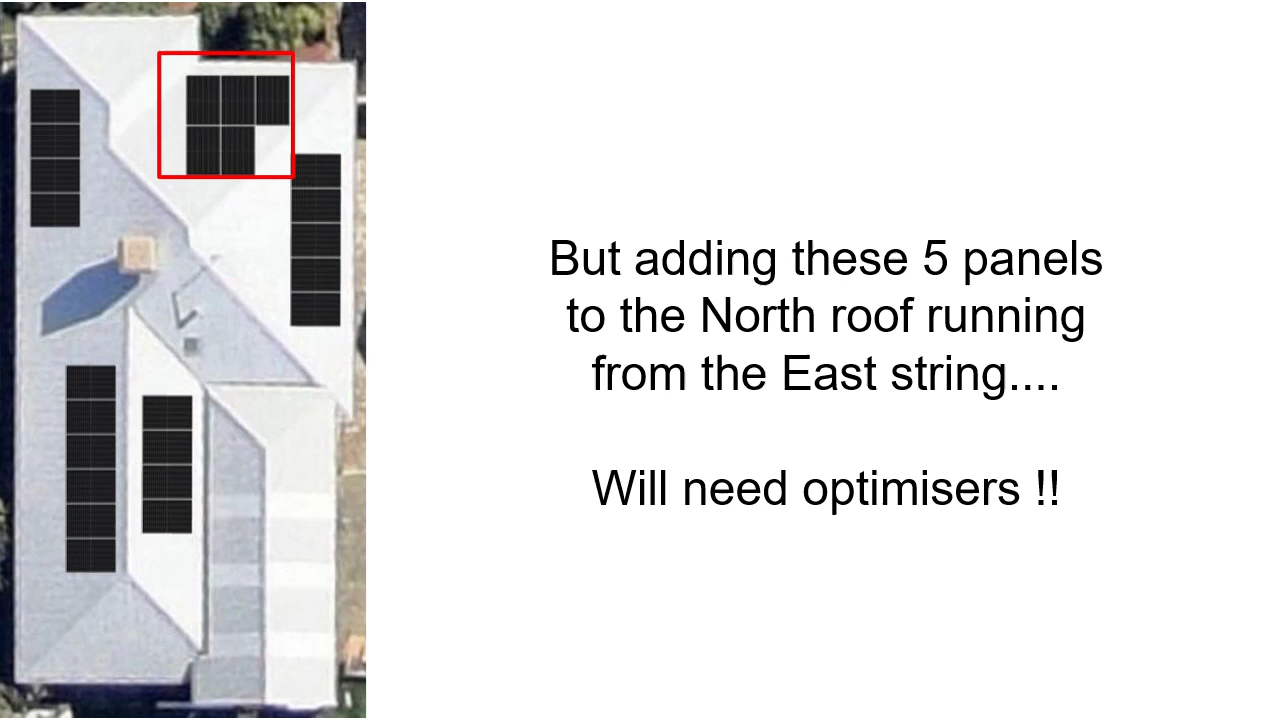 But adding these 5 panels
to the North roof running
from the East string....
Will need optimisers !!